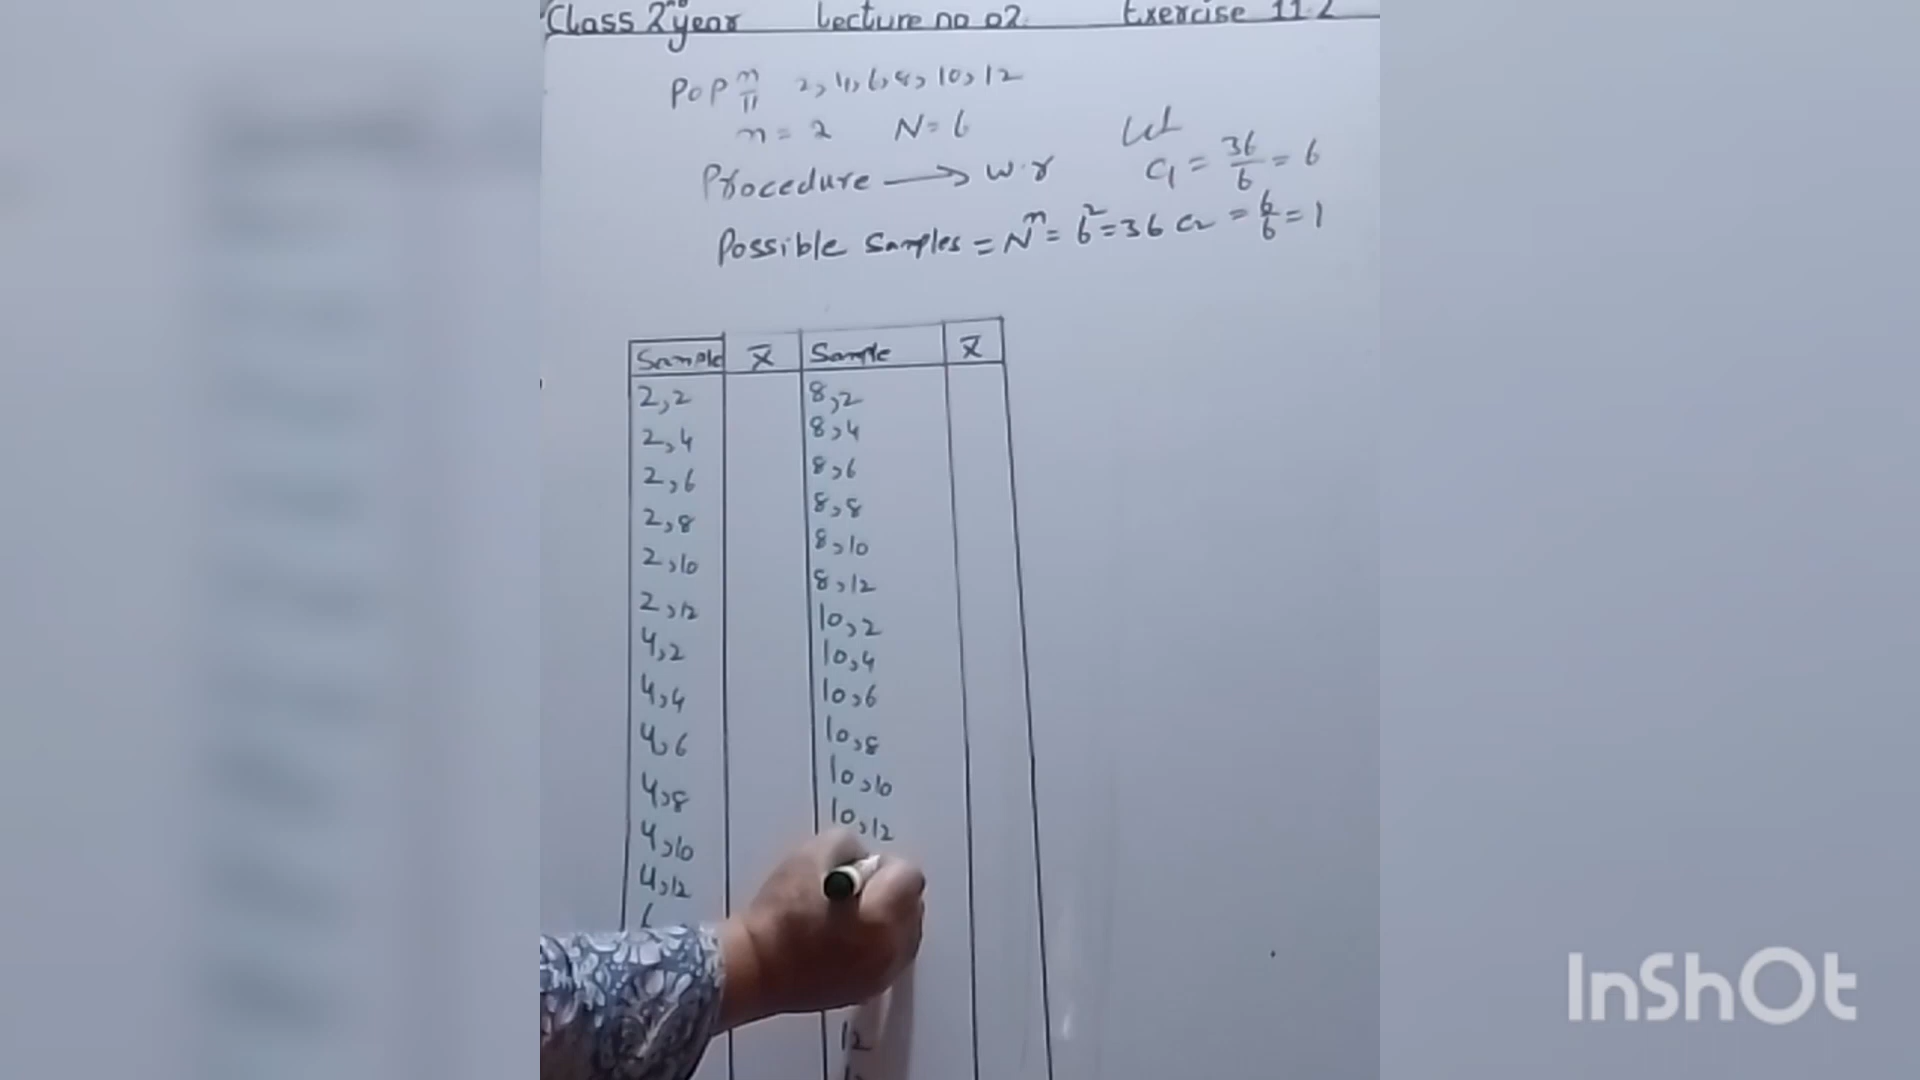 Class 2nd year Lecture no 02 Exercise 11.2
Popⁿ 2, 4, 6, 8, 10, 12
n = 2 N = 6
Procedure → w.r C₁ = 36/6 = 6
Possible Samples = Nⁿ = 6² = 36 C₂ = 6/6 = 1
Sample X̄ Sample X̄
2,2 8,2
2,4 8,4
2,6 8,6
2,8 8,8
2,10 8,10
2,12 8,12
4,2 10,2
4,4 10,4
4,6 10,6
4,8 10,8
4,10 10,10
4,12 10,12
12
InShOt